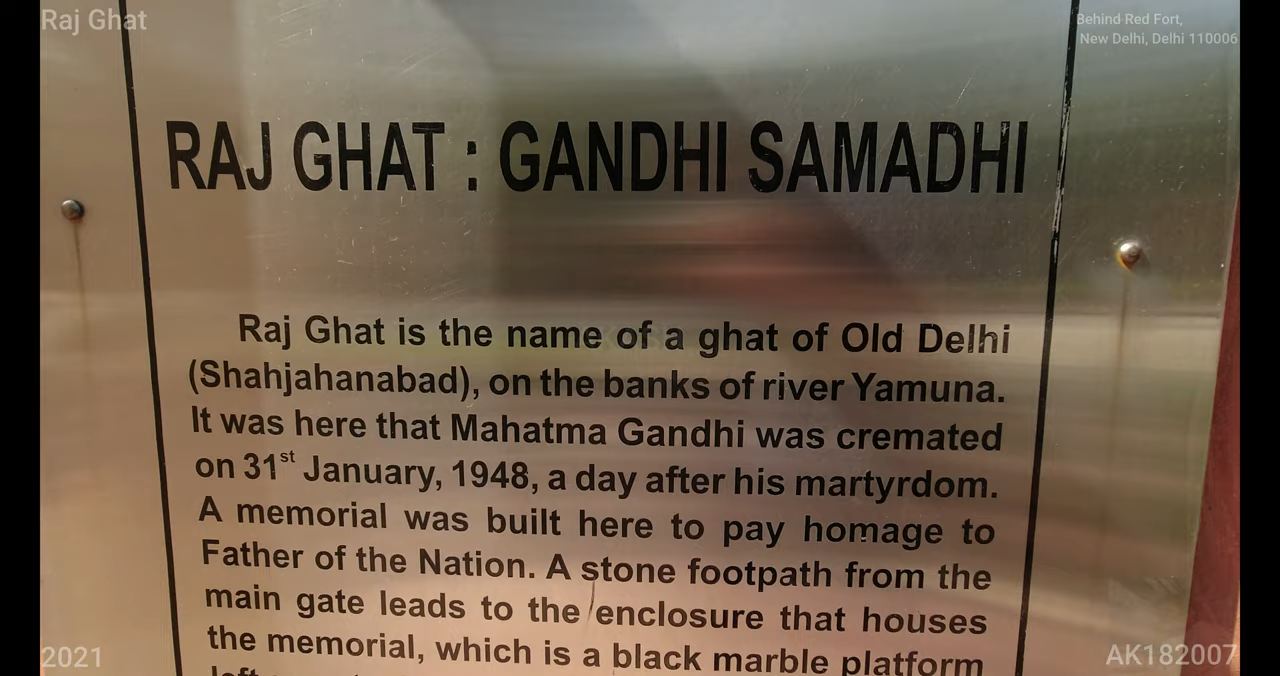 Raj Ghat
Behind Red Fort,
New Delhi, Delhi 110006
RAJ GHAT : GANDHI SAMADHI
Raj Ghat is the name of a ghat of Old Delhi
(Shahjahanabad), on the banks of river Yamuna.
It was here that Mahatma Gandhi was cremated
on 31st January, 1948, a day after his martyrdom.
A memorial was built here to pay homage to
Father of the Nation. A stone footpath from the
main gate leads to the enclosure that houses
the memorial, which is a black marble platform
2021
AK182007